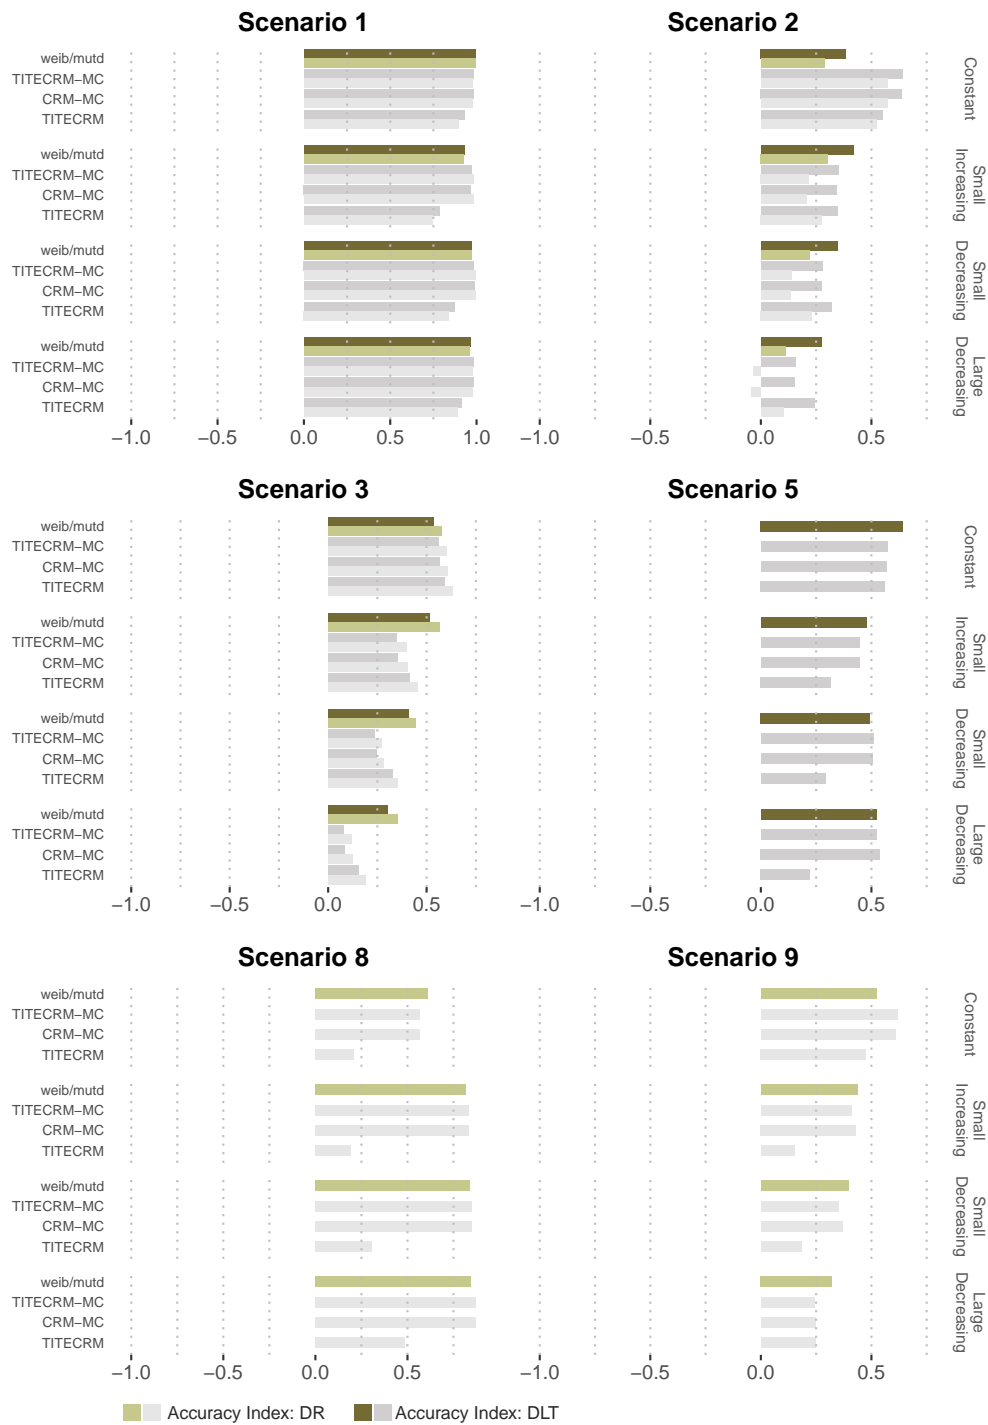 Scenario 1
weib/mutd
TITECRM−MC
CRM−MC
TITECRM
weib/mutd
TITECRM−MC
CRM−MC
TITECRM
weib/mutd
TITECRM−MC
CRM−MC
TITECRM
weib/mutd
TITECRM−MC
CRM−MC
TITECRM
−1.0 −0.5 0.0 0.5 1.0
Scenario 2
Constant
Small
Increasing
Small
Decreasing
Large
Decreasing
−1.0 −0.5 0.0 0.5
Scenario 3
weib/mutd
TITECRM−MC
CRM−MC
TITECRM
weib/mutd
TITECRM−MC
CRM−MC
TITECRM
weib/mutd
TITECRM−MC
CRM−MC
TITECRM
weib/mutd
TITECRM−MC
CRM−MC
TITECRM
−1.0 −0.5 0.0 0.5
Scenario 5
Constant
Small
Increasing
Small
Decreasing
Large
Decreasing
−1.0 −0.5 0.0 0.5
Scenario 8
weib/mutd
TITECRM−MC
CRM−MC
TITECRM
weib/mutd
TITECRM−MC
CRM−MC
TITECRM
weib/mutd
TITECRM−MC
CRM−MC
TITECRM
weib/mutd
TITECRM−MC
CRM−MC
TITECRM
−1.0 −0.5 0.0 0.5
Scenario 9
Constant
Small
Increasing
Small
Decreasing
Large
Decreasing
−1.0 −0.5 0.0 0.5
Accuracy Index: DR Accuracy Index: DLT